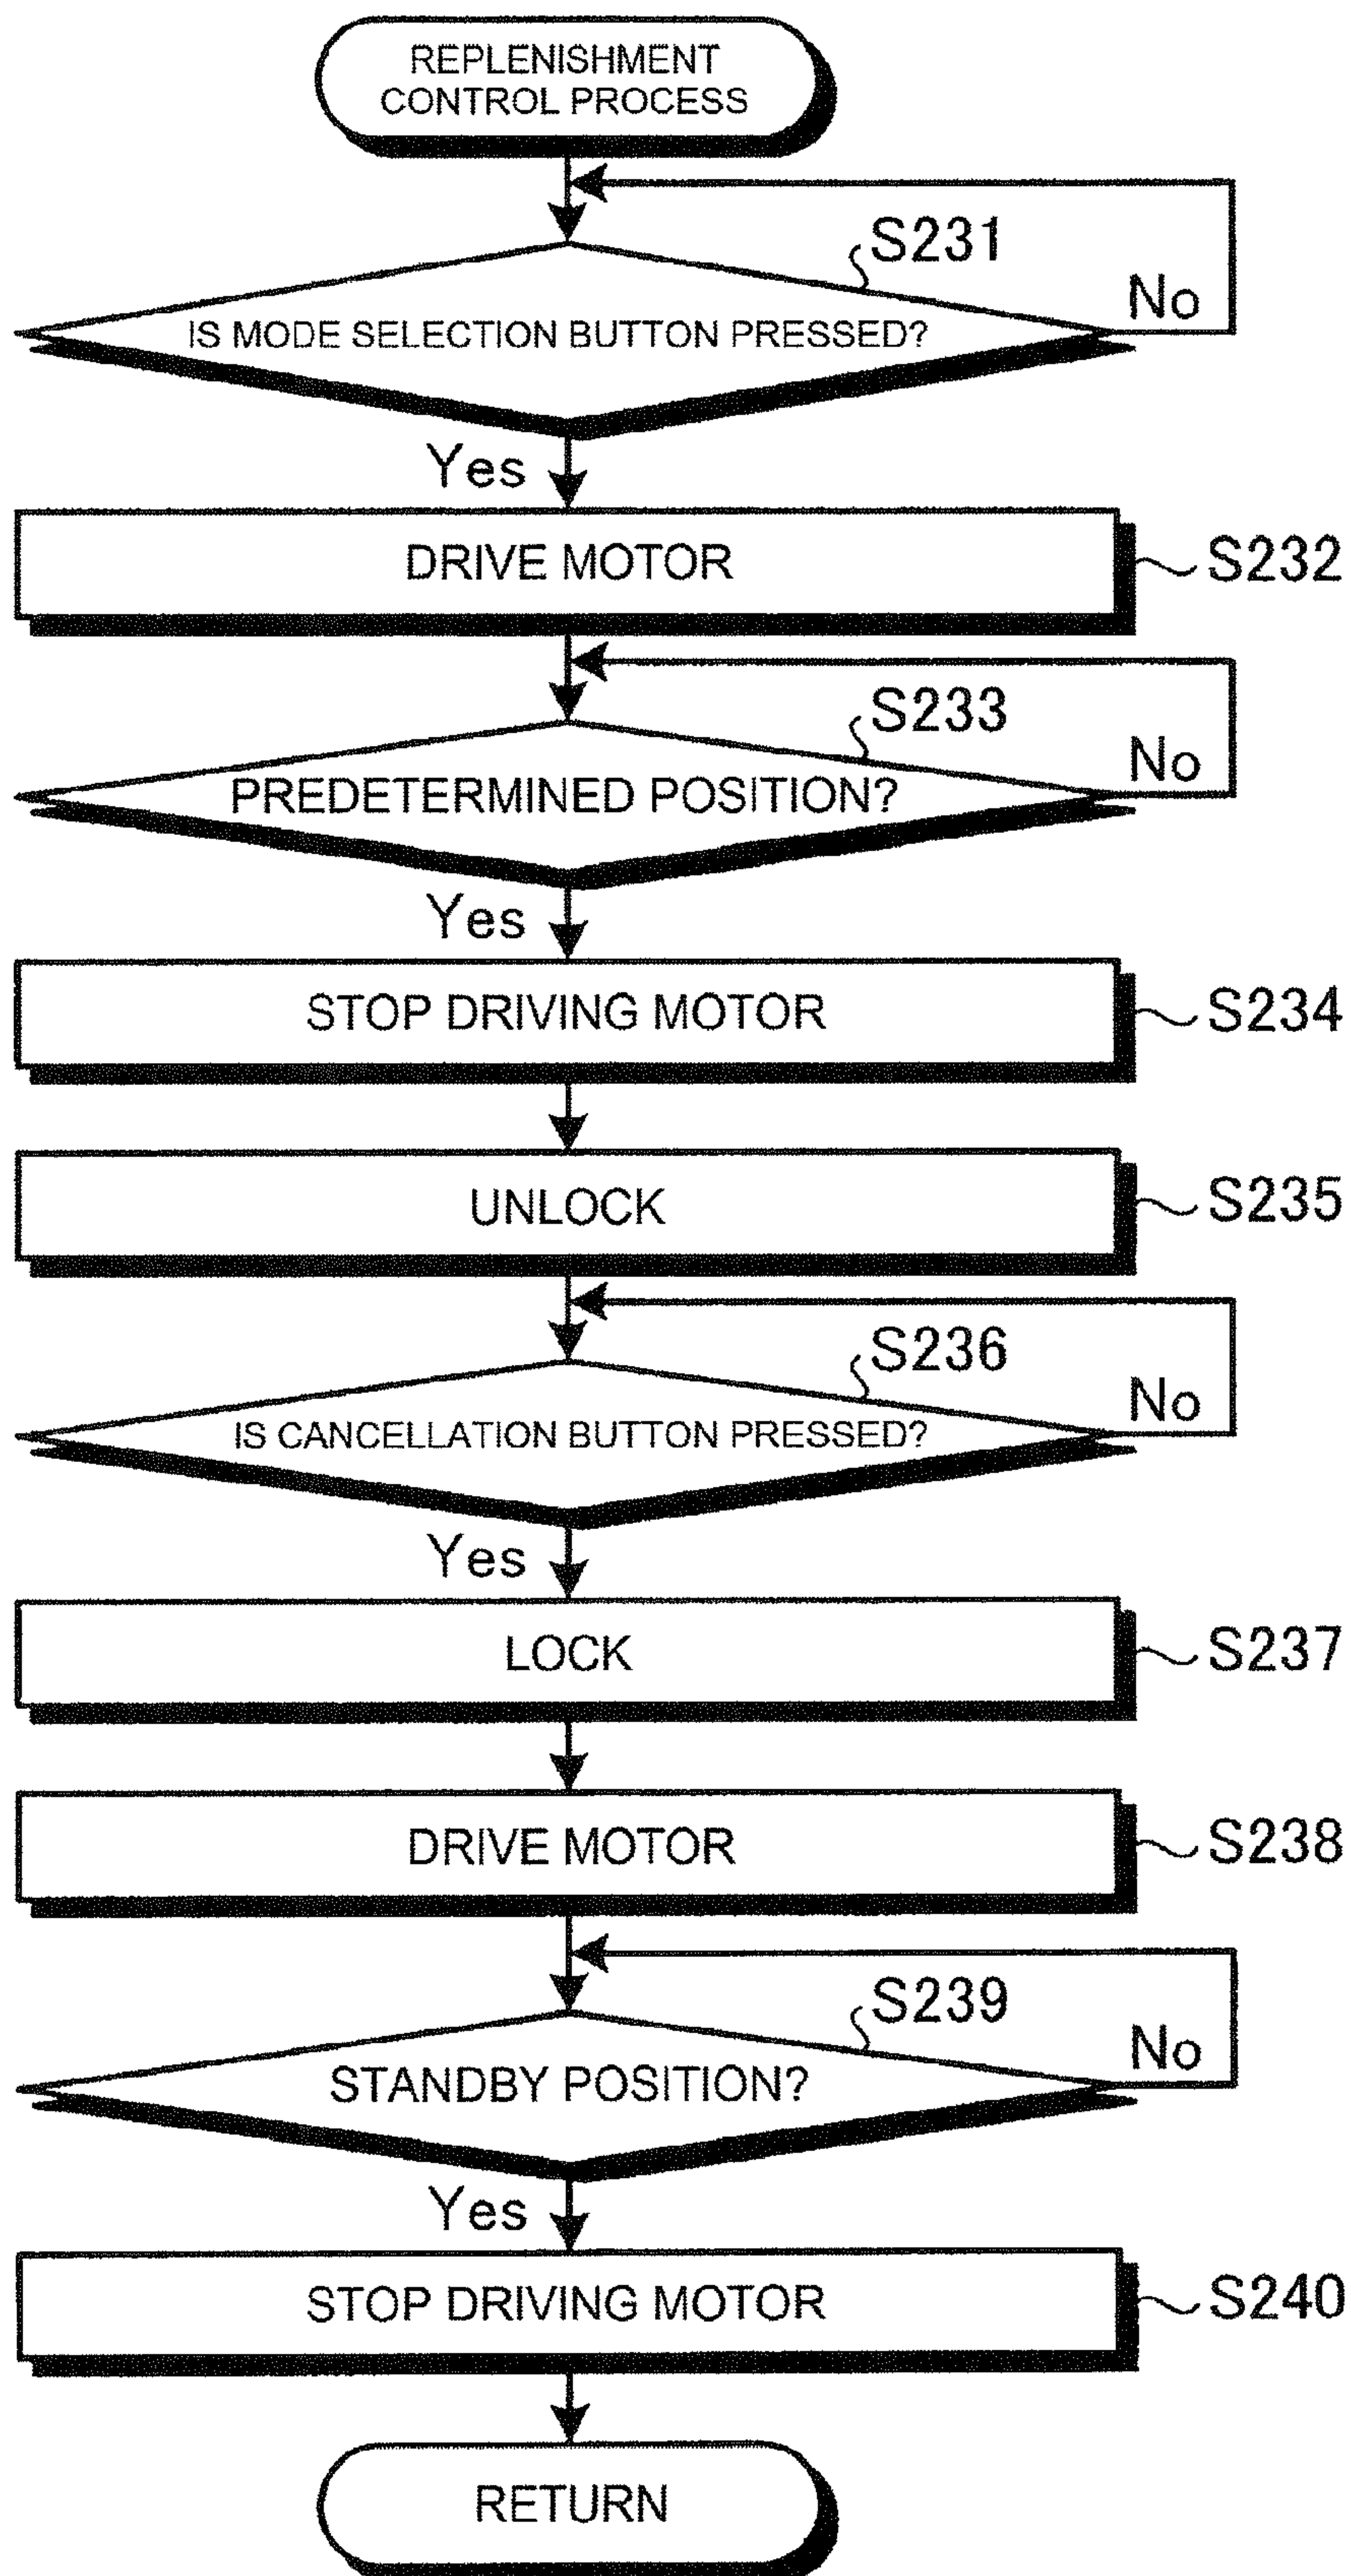 REPLENISHMENT
CONTROL PROCESS
S231
No
IS MODE SELECTION BUTTON PRESSED?
Yes
DRIVE MOTOR
S232
S233
No
PREDETERMINED POSITION?
Yes
STOP DRIVING MOTOR
S234
UNLOCK
S235
S236
No
IS CANCELLATION BUTTON PRESSED?
Yes
LOCK
S237
DRIVE MOTOR
S238
S239
No
STANDBY POSITION?
Yes
STOP DRIVING MOTOR
S240
RETURN